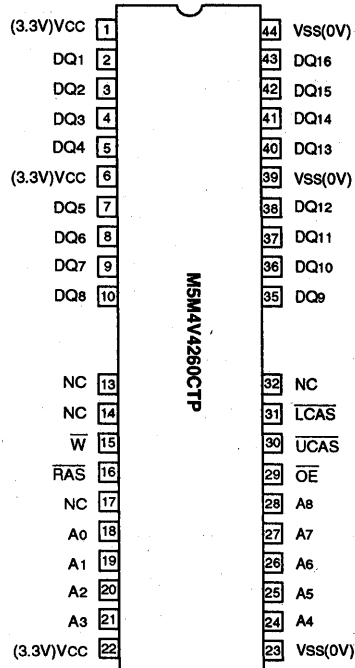 (3.3V)VCC 1 44 VSS(0V)
DQ1 2 43 DQ16
DQ2 3 42 DQ15
DQ3 4 41 DQ14
DQ4 5 40 DQ13
(3.3V)VCC 6 39 VSS(0V)
DQ5 7 38 DQ12
DQ6 8 37 DQ11
DQ7 9 36 DQ10
DQ8 10 35 DQ9
M5M4V4260CTP
NC 13 32 NC
NC 14 31 L̅C̅A̅S̅
W̅ 15 30 U̅C̅A̅S̅
R̅A̅S̅ 16 29 O̅E̅
NC 17 28 A8
A0 18 27 A7
A1 19 26 A6
A2 20 25 A5
A3 21 24 A4
(3.3V)VCC 22 23 VSS(0V)